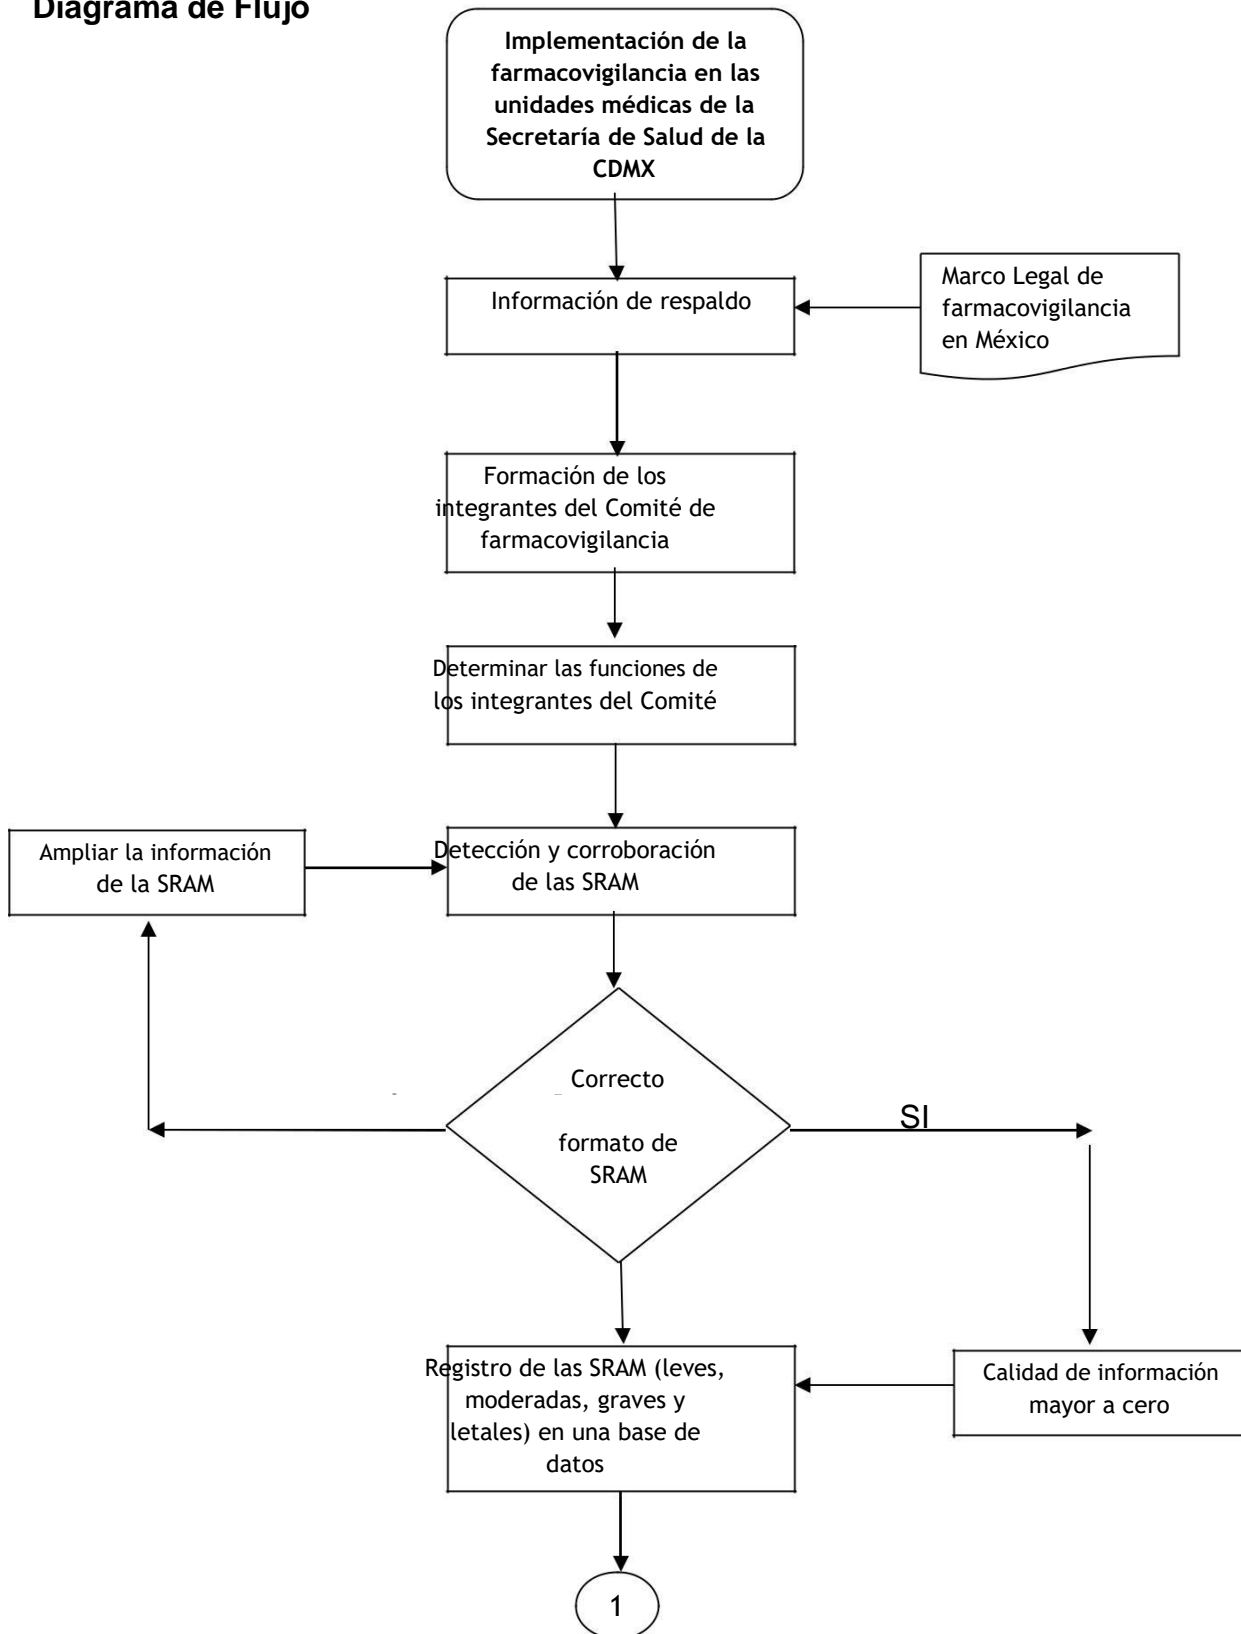 Diagrama de Flujo
Implementación de la
farmacovigilancia en las
unidades médicas de la
Secretaría de Salud de la
CDMX
Información de respaldo
Marco Legal de
farmacovigilancia
en México
Formación de los
integrantes del Comité de
farmacovigilancia
Determinar las funciones de
los integrantes del Comité
Ampliar la información
de la SRAM
Detección y corroboración
de las SRAM
Correcto
formato de
SRAM
SI
Registro de las SRAM (leves,
moderadas, graves y
letales) en una base de
datos
Calidad de información
mayor a cero
1